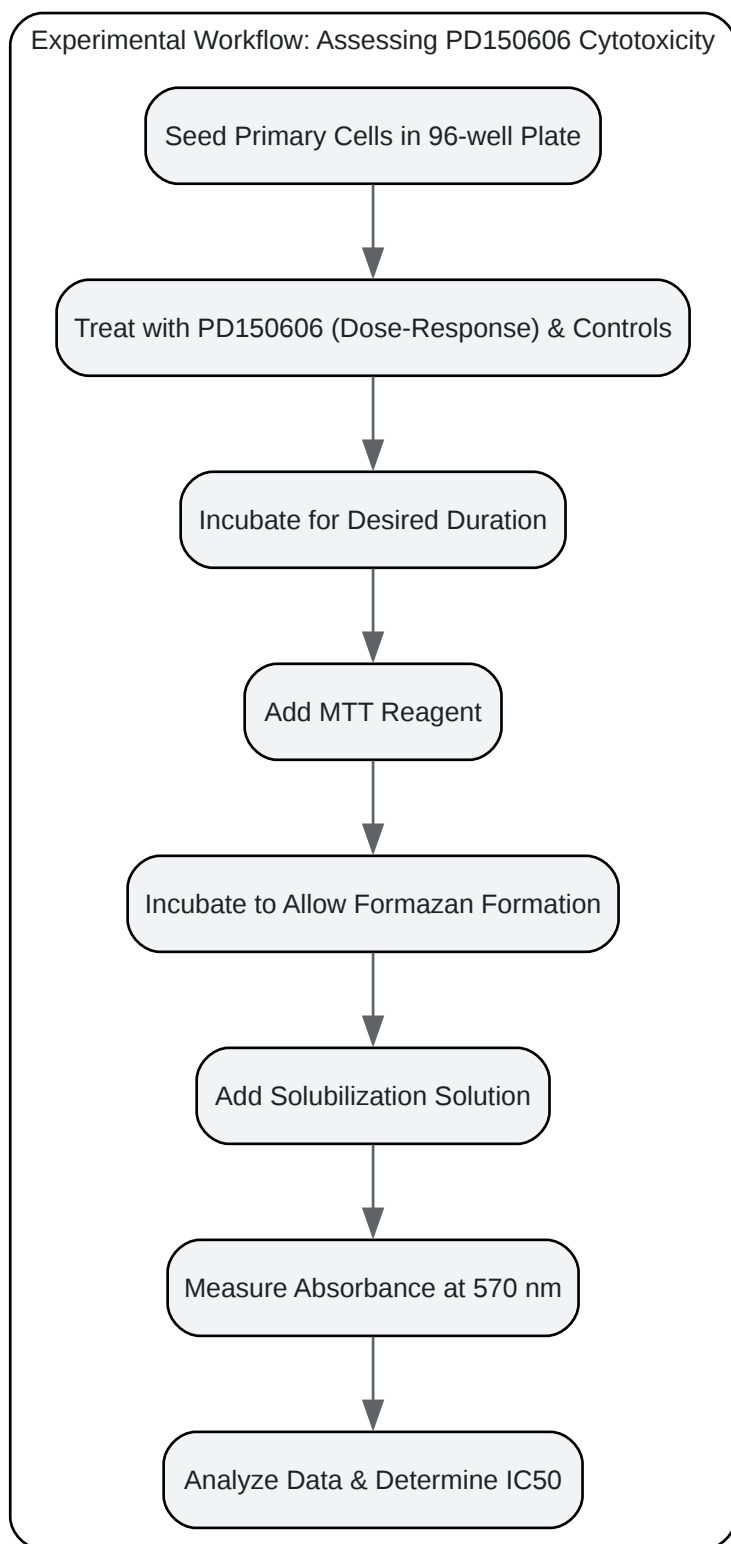 Experimental Workflow: Assessing PD150606 Cytotoxicity
Seed Primary Cells in 96-well Plate
Treat with PD150606 (Dose-Response) & Controls
Incubate for Desired Duration
Add MTT Reagent
Incubate to Allow Formazan Formation
Add Solubilization Solution
Measure Absorbance at 570 nm
Analyze Data & Determine IC50